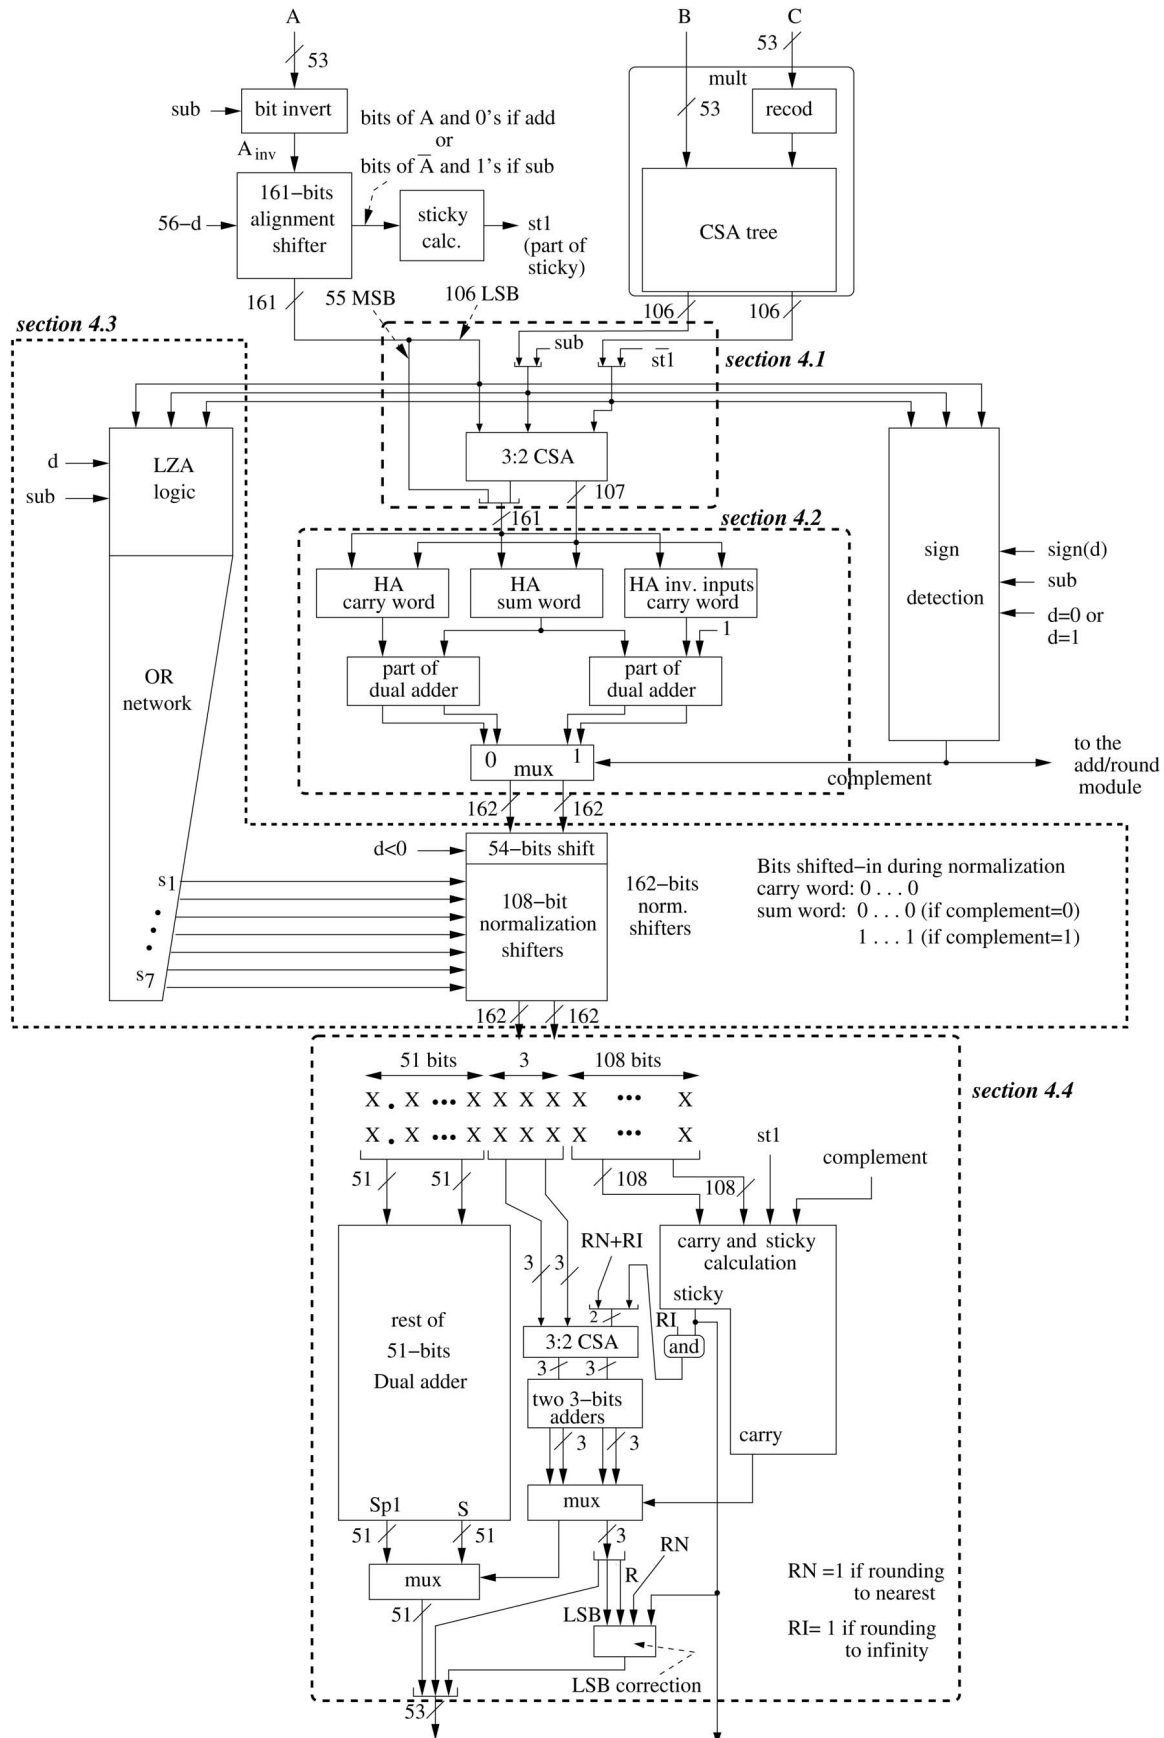 A
B
C
53
53
mult
sub
bit invert
53
recod
bits of A and 0's if add
or
bits of A̅ and 1's if sub
A inv
161−bits
alignment
shifter
56−d
sticky
calc.
st1
(part of
sticky)
CSA tree
161
55 MSB
106 LSB
106
106
section 4.3
sub
s̅t̅1̅
section 4.1
d
LZA
logic
sub
3:2 CSA
107
161
section 4.2
sign
detection
sign(d)
sub
d=0 or
d=1
HA
carry word
HA
sum word
HA inv. inputs
carry word
1
part of
dual adder
part of
dual adder
OR
network
0
1
mux
complement
to the
add/round
module
162
162
d<0
54−bits shift
s1
108−bit
normalization
shifters
162−bits
norm.
shifters
Bits shifted−in during normalization
carry word: 0 . . . 0
sum word: 0 . . . 0 (if complement=0)
1 . . . 1 (if complement=1)
s7
162
162
51 bits
3
108 bits
section 4.4
X . X ••• X X X X X ••• X
X . X ••• X X X X X ••• X
st1
complement
51
51
108
108
RN+RI
carry and sticky
calculation
3
3
sticky
2
RI
rest of
51−bits
Dual adder
3:2 CSA
and
3
3
two 3−bits
adders
3
3
carry
mux
Sp1
S
51
51
3
RN
mux
R
RN =1 if rounding
to nearest
51
LSB
RI= 1 if rounding
to infinity
LSB correction
53